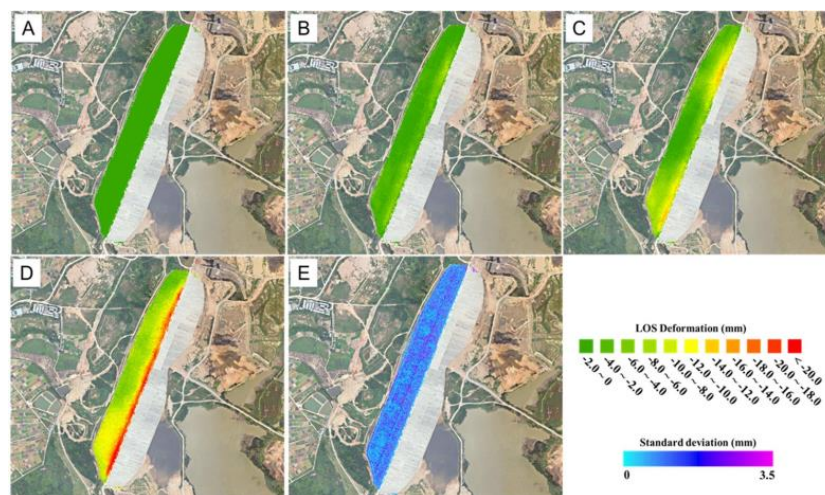 A
B
C
D
E
LOS Deformation (mm)
-2.0 ~ 0
-4.0 ~ -2.0
-6.0 ~ -4.0
-8.0 ~ -6.0
-10.0 ~ -8.0
-12.0 ~ -10.0
-14.0 ~ -12.0
-16.0 ~ -14.0
-18.0 ~ -16.0
-20.0 ~ -18.0
< -20.0
Standard deviation (mm)
0
3.5